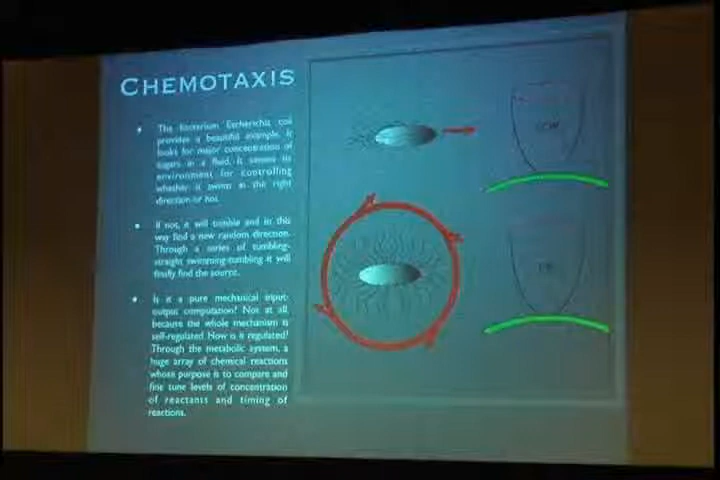 CHEMOTAXIS
• The bacterium Escherichia coli
provides a beautiful example. It
looks for major concentration of
sugars in a fluid. It senses its
environment for controlling
whether it swims in the right
direction or not.
• If not, it will tumble and in this
way find a new random direction.
Through a series of tumbling-
straight swimming-tumbling it will
finally find the source.
• Is it a pure mechanical input-
output computation? Not at all,
because the whole mechanism is
self-regulated. How is it regulated?
Through the metabolic system, a
huge array of chemical reactions
whose purpose is to compare and
fine tune levels of concentration
of reactants and timing of
reactions.
CCW